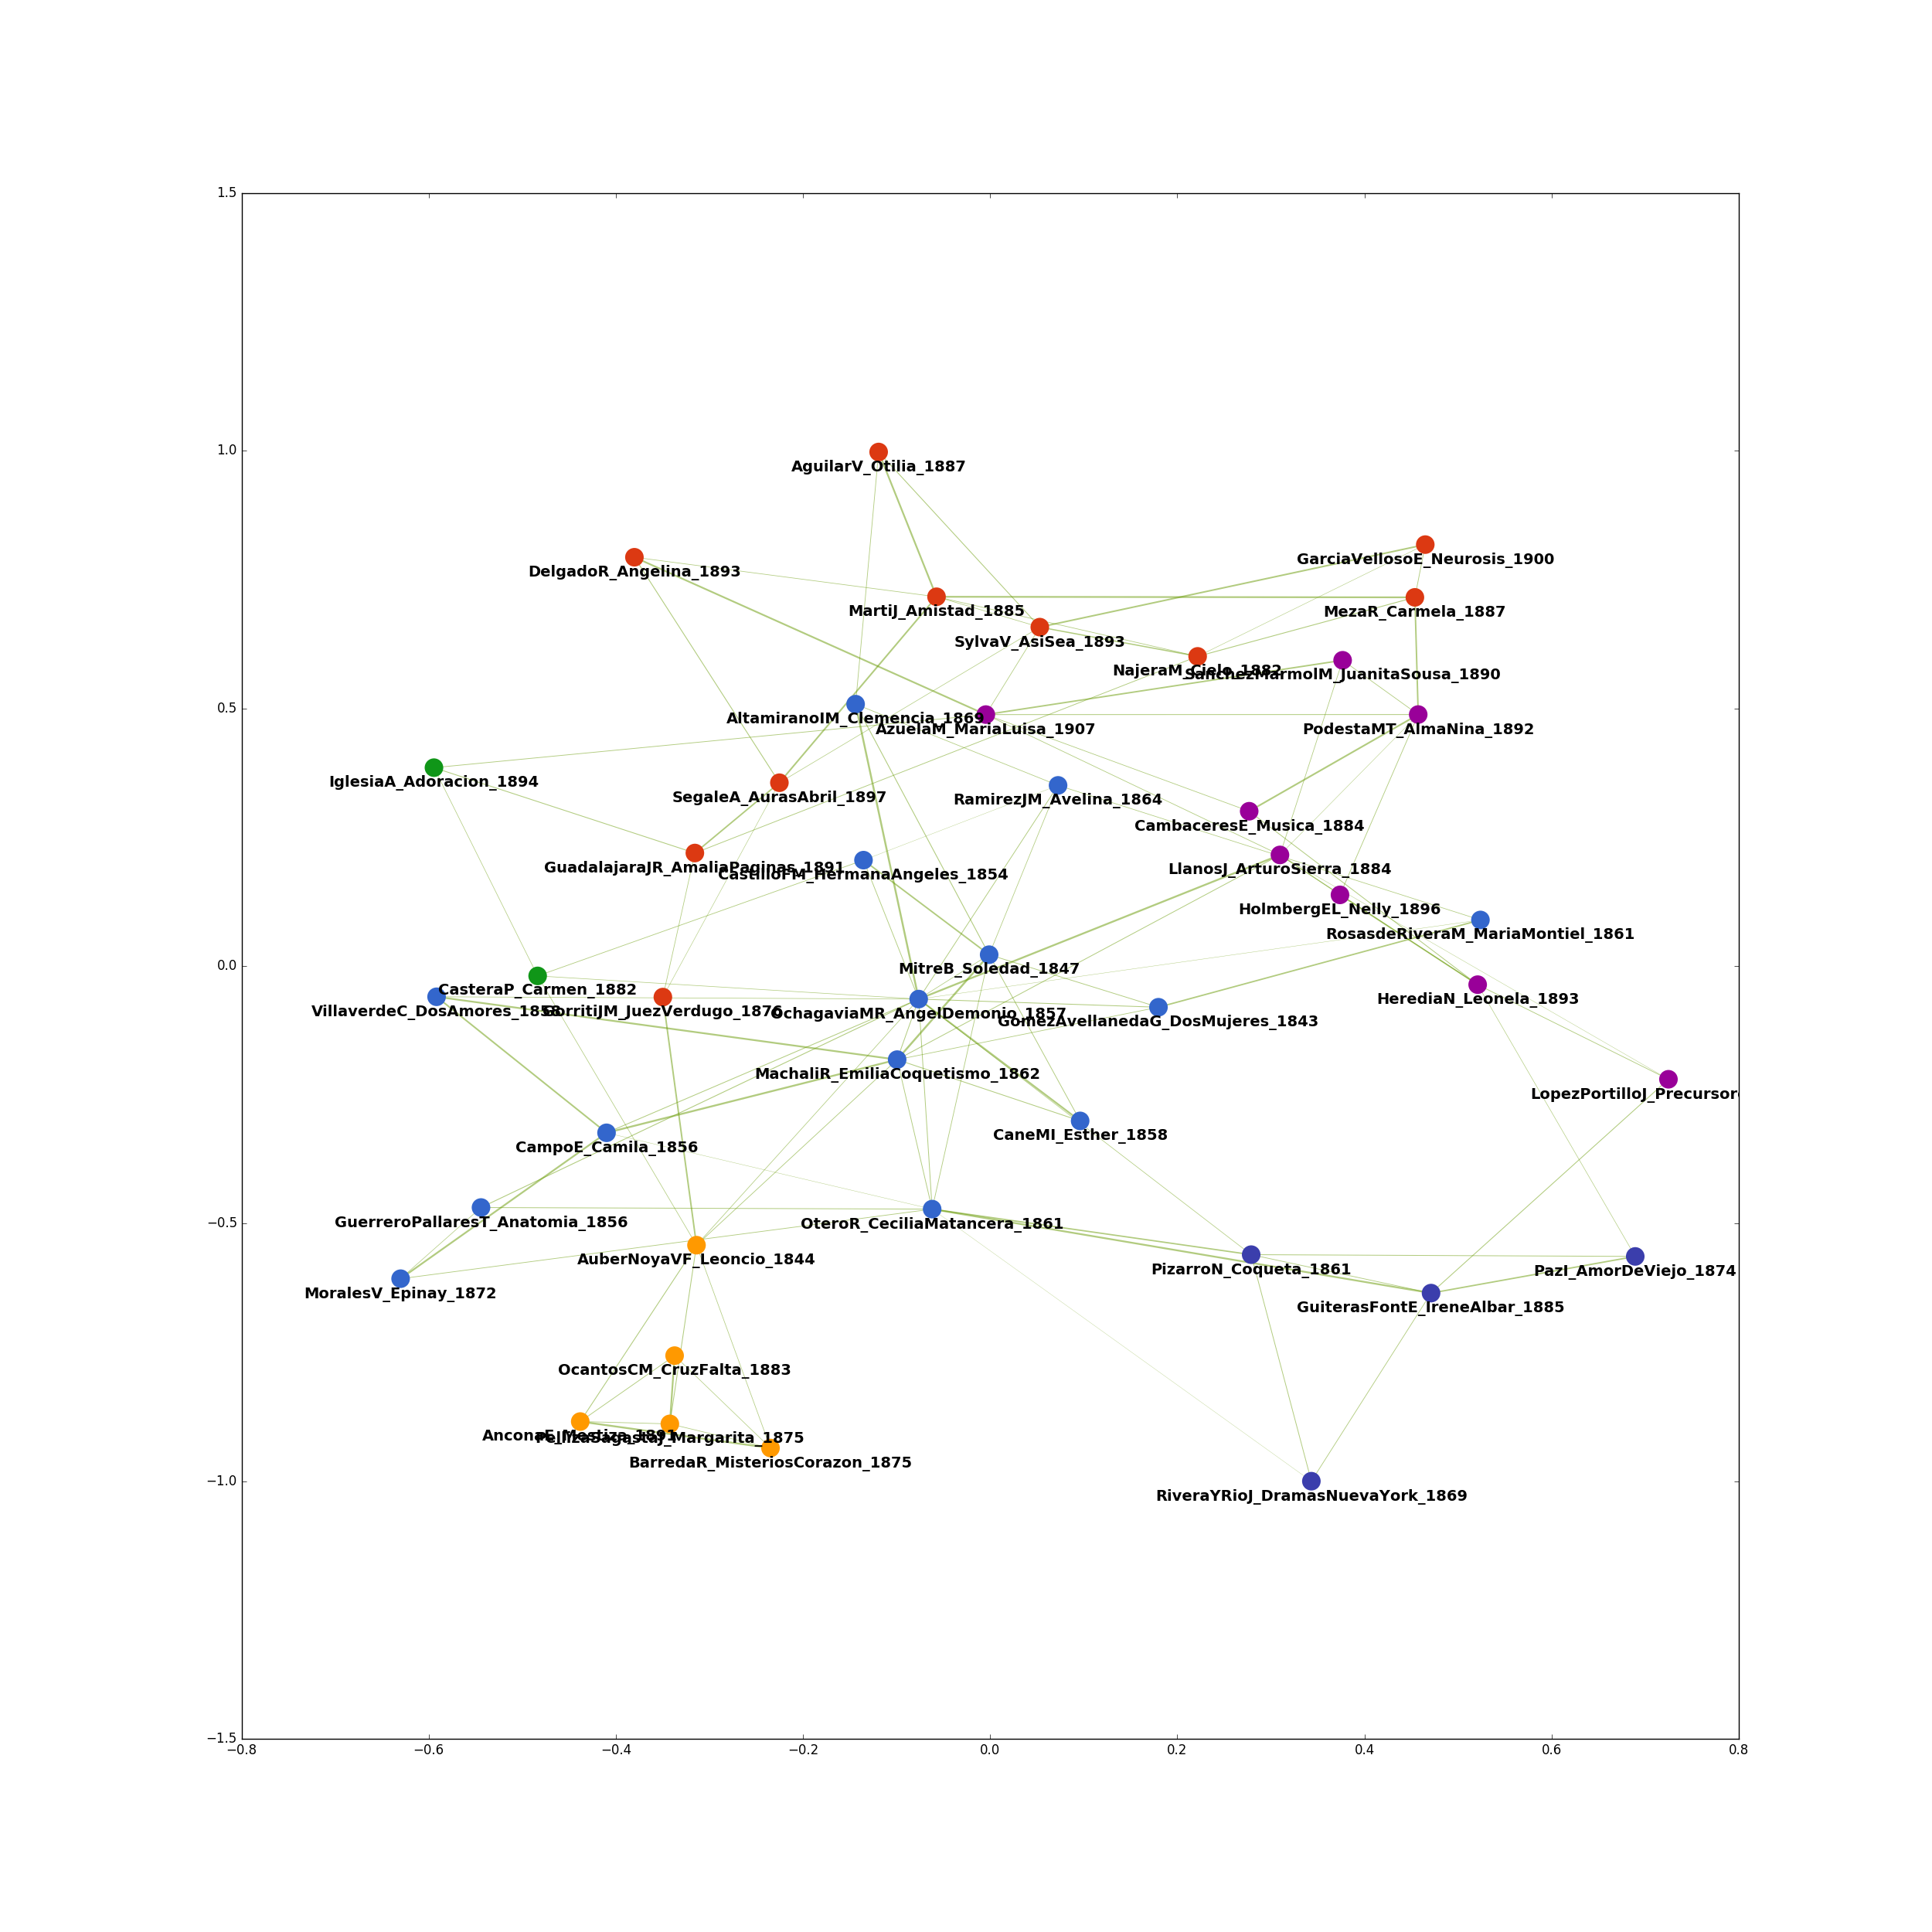 1.5
1.0
AguilarV_Otilia_1887
GarciaVellosoE_Neurosis_1900
DelgadoR_Angelina_1893
MartiJ_Amistad_1885
MezaR_Carmela_1887
SylvaV_AsiSea_1893
NajeraM_Cielo_1882
SanchezMarmolM_JuanitaSousa_1890
0.5
AltamiranoIM_Clemencia_1869
AzuelaM_MariaLuisa_1907
PodestaMT_AlmaNina_1892
IglesiaA_Adoracion_1894
SegaleA_AurasAbril_1897
RamirezJM_Avelina_1864
CambaceresE_Musica_1884
GuadalajaraJR_AmaliaPaginas_1891
CastilloFM_HermanaAngeles_1854
LlanosJ_ArturoSierra_1884
HolmbergEL_Nelly_1896
RosasdeRiveraM_MariaMontiel_1861
0.0
MitreB_Soledad_1847
CasteraP_Carmen_1882
HerediaN_Leonela_1893
VillaverdeC_DosAmores_1858
GorritiJM_JuezVerdugo_1876
OchagaviaMR_AngelDemonio_1857
GomezAvellanedaG_DosMujeres_1843
MachaliR_EmiliaCoquetismo_1862
LopezPortilloJ_Precursor
CaneMI_Esther_1858
CampoE_Camila_1856
−0.5
GuerreroPallaresT_Anatomia_1856
OteroR_CeciliaMatancera_1861
AuberNoyaVF_Leoncio_1844
PizarroN_Coqueta_1861
PazI_AmorDeViejo_1874
MoralesV_Epinay_1872
GuiterasFontE_IreneAlbar_1885
OcantosCM_CruzFalta_1883
AnconaE_Mestiza_1891
PellizaSagastaJ_Margarita_1875
BarredaR_MisteriosCorazon_1875
−1.0
RiveraYRioJ_DramasNuevaYork_1869
−1.5
−0.8 −0.6 −0.4 −0.2 0.0 0.2 0.4 0.6 0.8